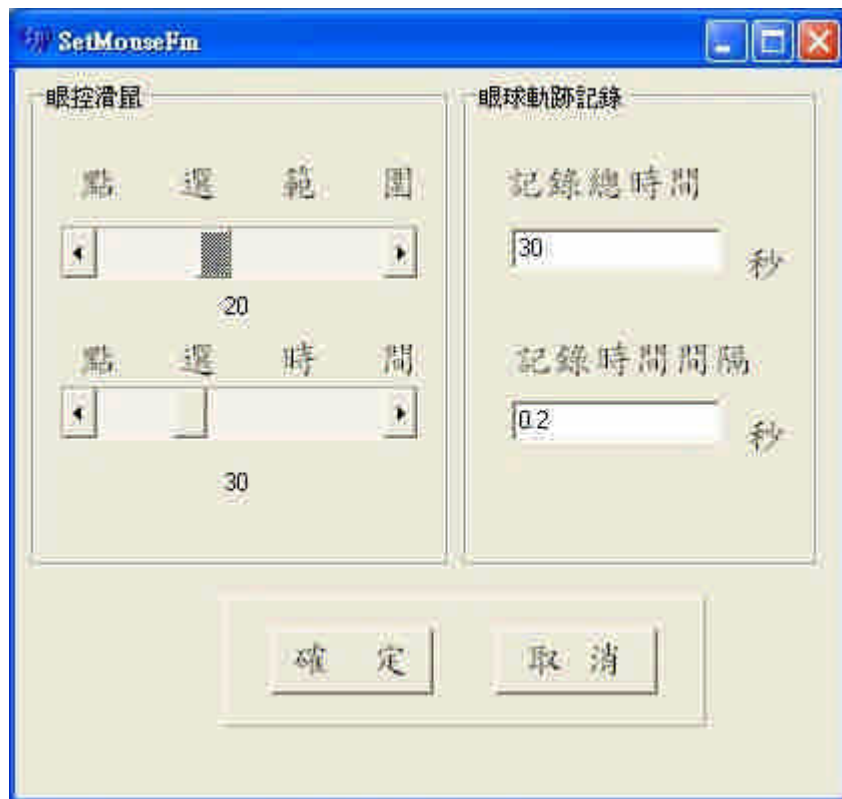 SetMouseFm
眼控滑鼠
點選範圍
20
點選時間
30
眼球軌跡記錄
記錄總時間
30 秒
記錄時間間隔
0.2 秒
確定
取消